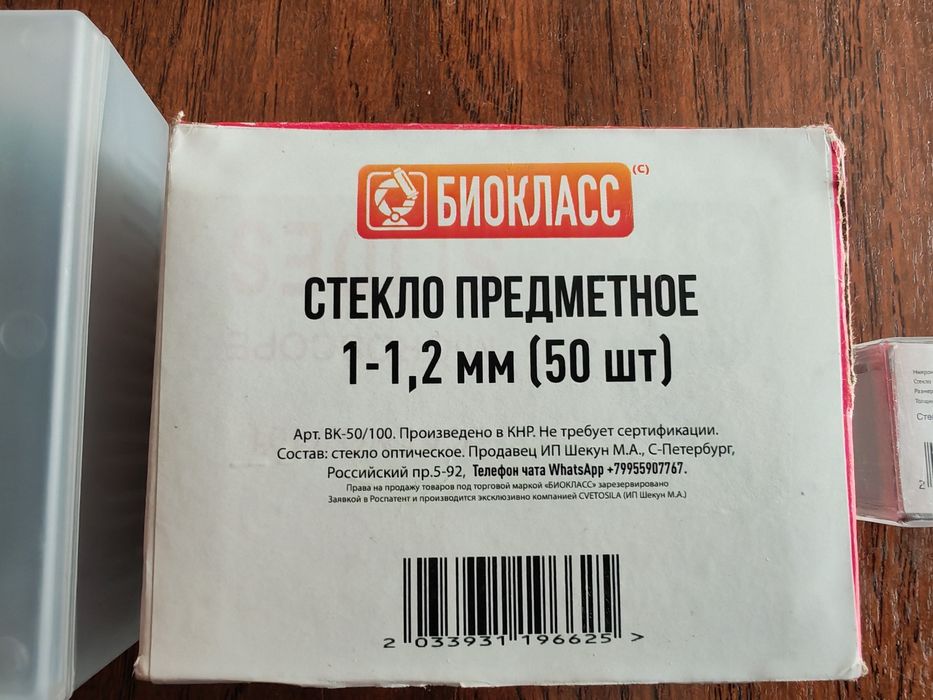 БИОКЛАСС (C)
СТЕКЛО ПРЕДМЕТНОЕ
1-1,2 мм (50 шт)
Арт. ВК-50/100. Произведено в КНР. Не требует сертификации.
Состав: стекло оптическое. Продавец ИП Шекун М.А., С-Петербург,
Российский пр.5-92, Телефон чата WhatsApp +79955907767.
Права на продажу товаров под торговой маркой «БИОКЛАСС» зарезервировано
Заявкой в Роспатент и производится эксклюзивно компанией CVETOSILA (ИП Шекун М.А.)
2 033931 196625 >
Стекло
2